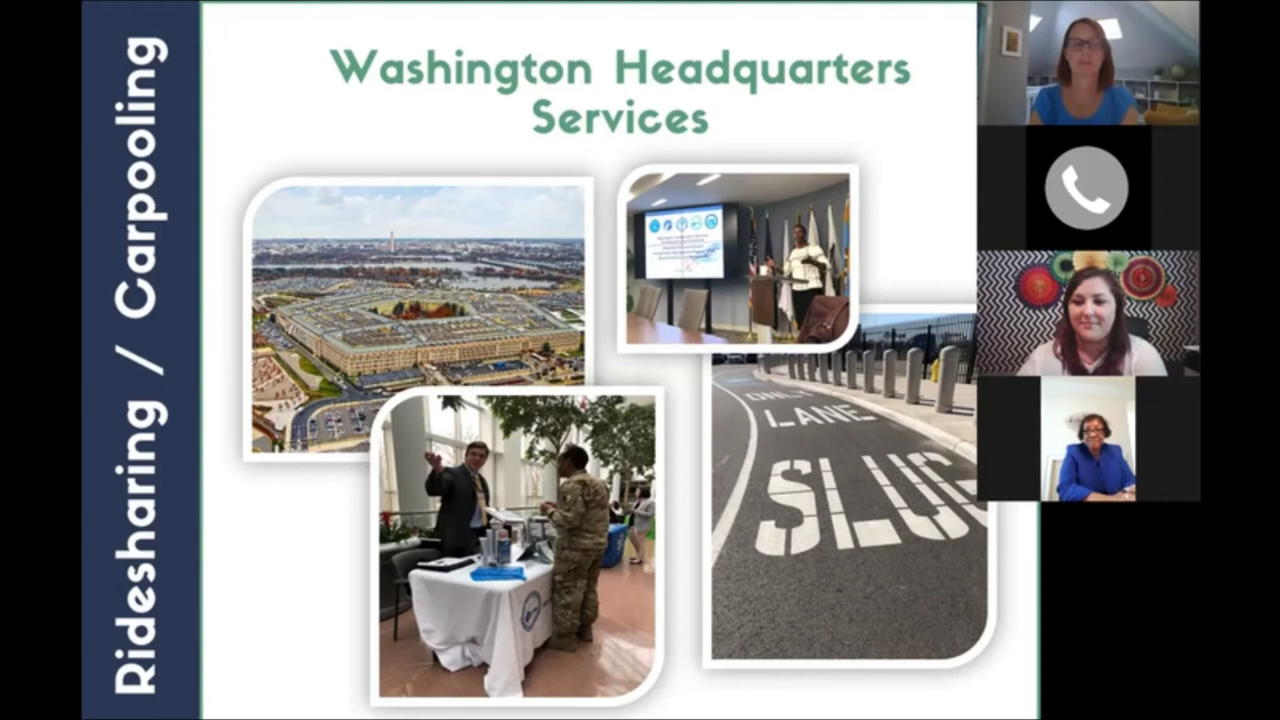 Ridesharing / Carpooling
Washington Headquarters
Services
ONLY
LANE
SLUG